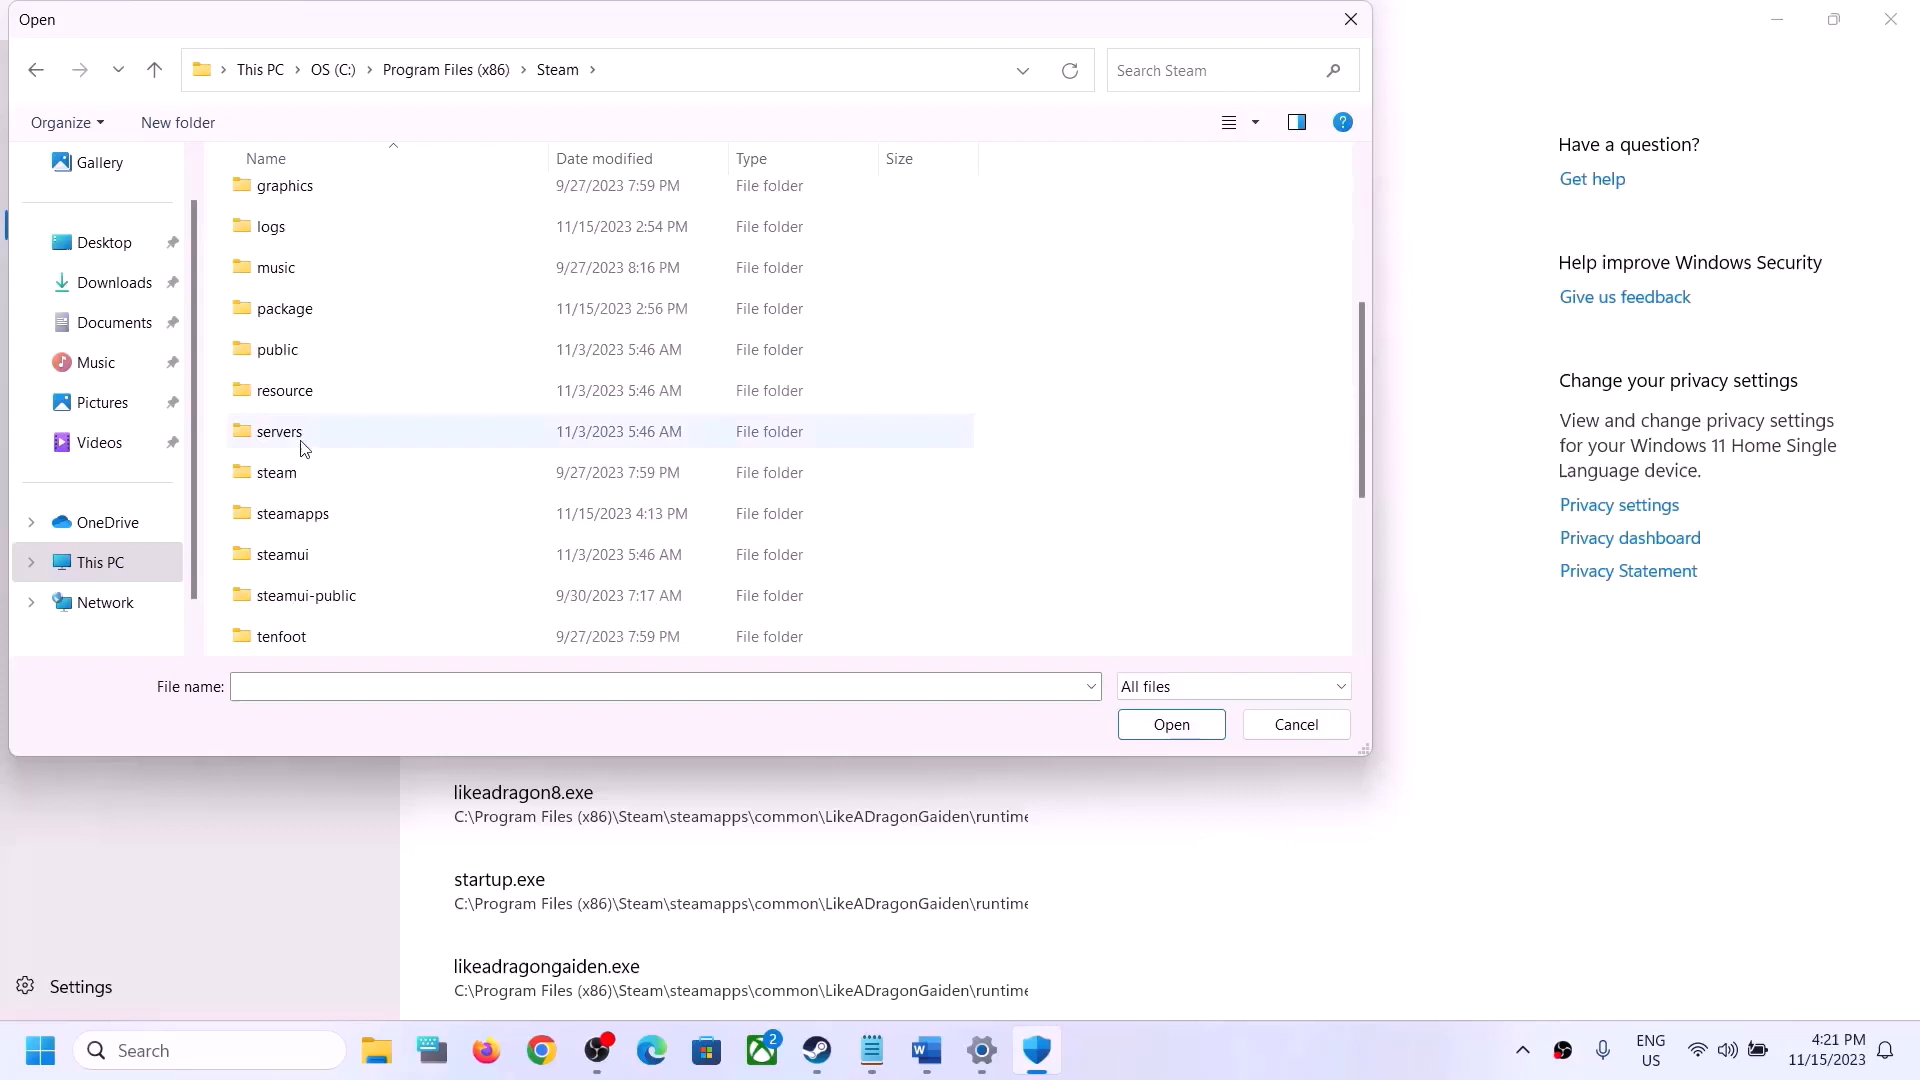 Open
This PC > OS (C:) > Program Files (x86) > Steam >
Search Steam
Organize
New folder
Name
Date modified
Type
Size
Gallery
Desktop
Downloads
Documents
Music
Pictures
Videos
OneDrive
This PC
Network
graphics 9/27/2023 7:59 PM File folder
logs 11/15/2023 2:54 PM File folder
music 9/27/2023 8:16 PM File folder
package 11/15/2023 2:56 PM File folder
public 11/3/2023 5:46 AM File folder
resource 11/3/2023 5:46 AM File folder
servers 11/3/2023 5:46 AM File folder
steam 9/27/2023 7:59 PM File folder
steamapps 11/15/2023 4:13 PM File folder
steamui 11/3/2023 5:46 AM File folder
steamui-public 9/30/2023 7:17 AM File folder
tenfoot 9/27/2023 7:59 PM File folder
File name:
All files
Open
Cancel
Have a question?
Get help
Help improve Windows Security
Give us feedback
Change your privacy settings
View and change privacy settings
for your Windows 11 Home Single
Language device.
Privacy settings
Privacy dashboard
Privacy Statement
likeadragon8.exe
C:\Program Files (x86)\Steam\steamapps\common\LikeADragonGaiden\runtime
startup.exe
C:\Program Files (x86)\Steam\steamapps\common\LikeADragonGaiden\runtime
likeadragongaiden.exe
C:\Program Files (x86)\Steam\steamapps\common\LikeADragonGaiden\runtime
Settings
Search
2
ENG
US
4:21 PM
11/15/2023